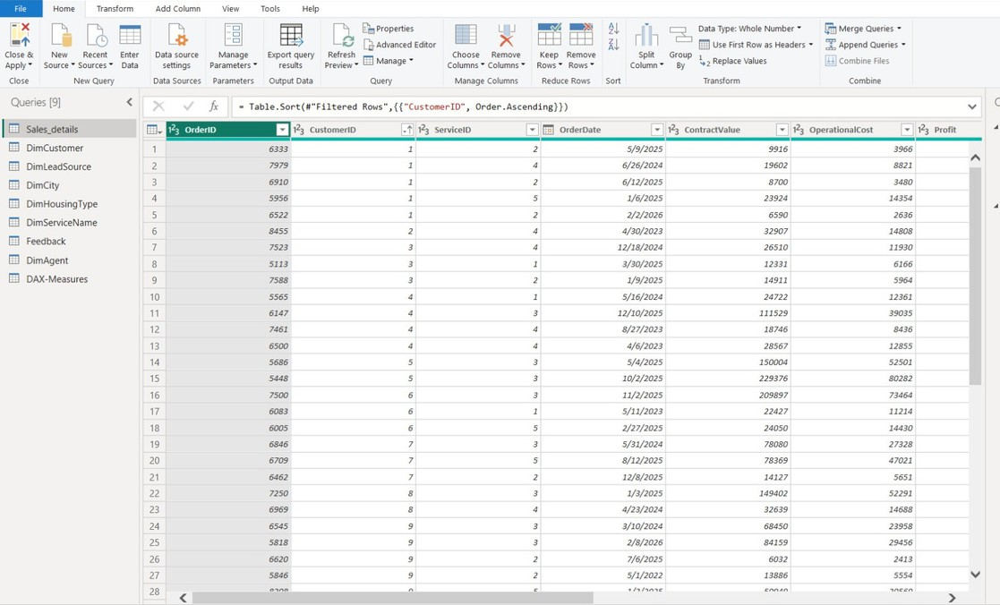 File Home Transform Add Column View Tools Help
Close & Apply New Source Recent Sources Enter Data Data source settings Manage Parameters Export query results Refresh Preview Properties Advanced Editor Manage Choose Columns Remove Columns Keep Rows Remove Rows Split Column Group By Data Type: Whole Number Use First Row as Headers Replace Values Merge Queries Append Queries Combine Files
Close New Query Data Sources Parameters Output Data Query Manage Columns Reduce Rows Sort Transform Combine
Queries [9]
Sales_details
DimCustomer
DimLeadSource
DimCity
DimHousingType
DimServiceName
Feedback
DimAgent
DAX-Measures
fx = Table.Sort(#"Filtered Rows",{{"CustomerID", Order.Ascending}})
OrderID CustomerID ServiceID OrderDate ContractValue OperationalCost Profit
1 6333 1 2 5/9/2025 9916 3966
2 7979 1 4 6/26/2024 19602 8821
3 6910 1 2 6/12/2025 8700 3480
4 5956 1 5 1/6/2025 23924 14354
5 6522 1 2 2/2/2026 6590 2636
6 8455 2 4 4/30/2023 32907 14808
7 7523 3 4 12/18/2024 26510 11930
8 5113 3 1 3/30/2025 12331 6166
9 7588 3 2 1/9/2025 14911 5964
10 5565 4 1 5/16/2024 24722 12361
11 6147 4 3 12/10/2025 111529 39035
12 7461 4 4 8/27/2023 18746 8436
13 6500 4 4 4/6/2023 28567 12855
14 5686 5 3 5/4/2025 150004 52501
15 5448 5 3 10/2/2025 229376 80282
16 7500 6 3 11/2/2025 209897 73464
17 6083 6 1 5/11/2023 22427 11214
18 6005 6 5 2/27/2025 24050 14430
19 6846 7 3 5/31/2024 78080 27328
20 6709 7 5 8/12/2025 78369 47021
21 6462 7 2 12/8/2025 14127 5651
22 7250 8 3 1/3/2025 149402 52291
23 6969 8 4 4/23/2024 32639 14688
24 6545 9 3 3/10/2024 68450 23958
25 5818 9 3 2/8/2026 84159 29456
26 6620 9 2 7/6/2025 6032 2413
27 5846 9 2 5/1/2022 13886 5554
28